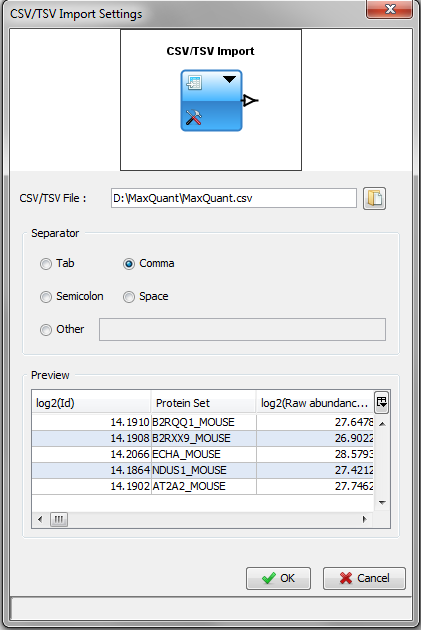 CSV/TSV Import Settings
CSV/TSV Import
CSV/TSV File : D:\MaxQuant\MaxQuant.csv
Separator
Tab Comma
Semicolon Space
Other
Preview
log2(Id) Protein Set log2(Raw abundanc...
14.1910 B2RQQ1_MOUSE 27.6478
14.1908 B2RXX9_MOUSE 26.9022
14.2066 ECHA_MOUSE 28.5793
14.1864 NDUS1_MOUSE 27.4212
14.1902 AT2A2_MOUSE 27.7462
OK Cancel